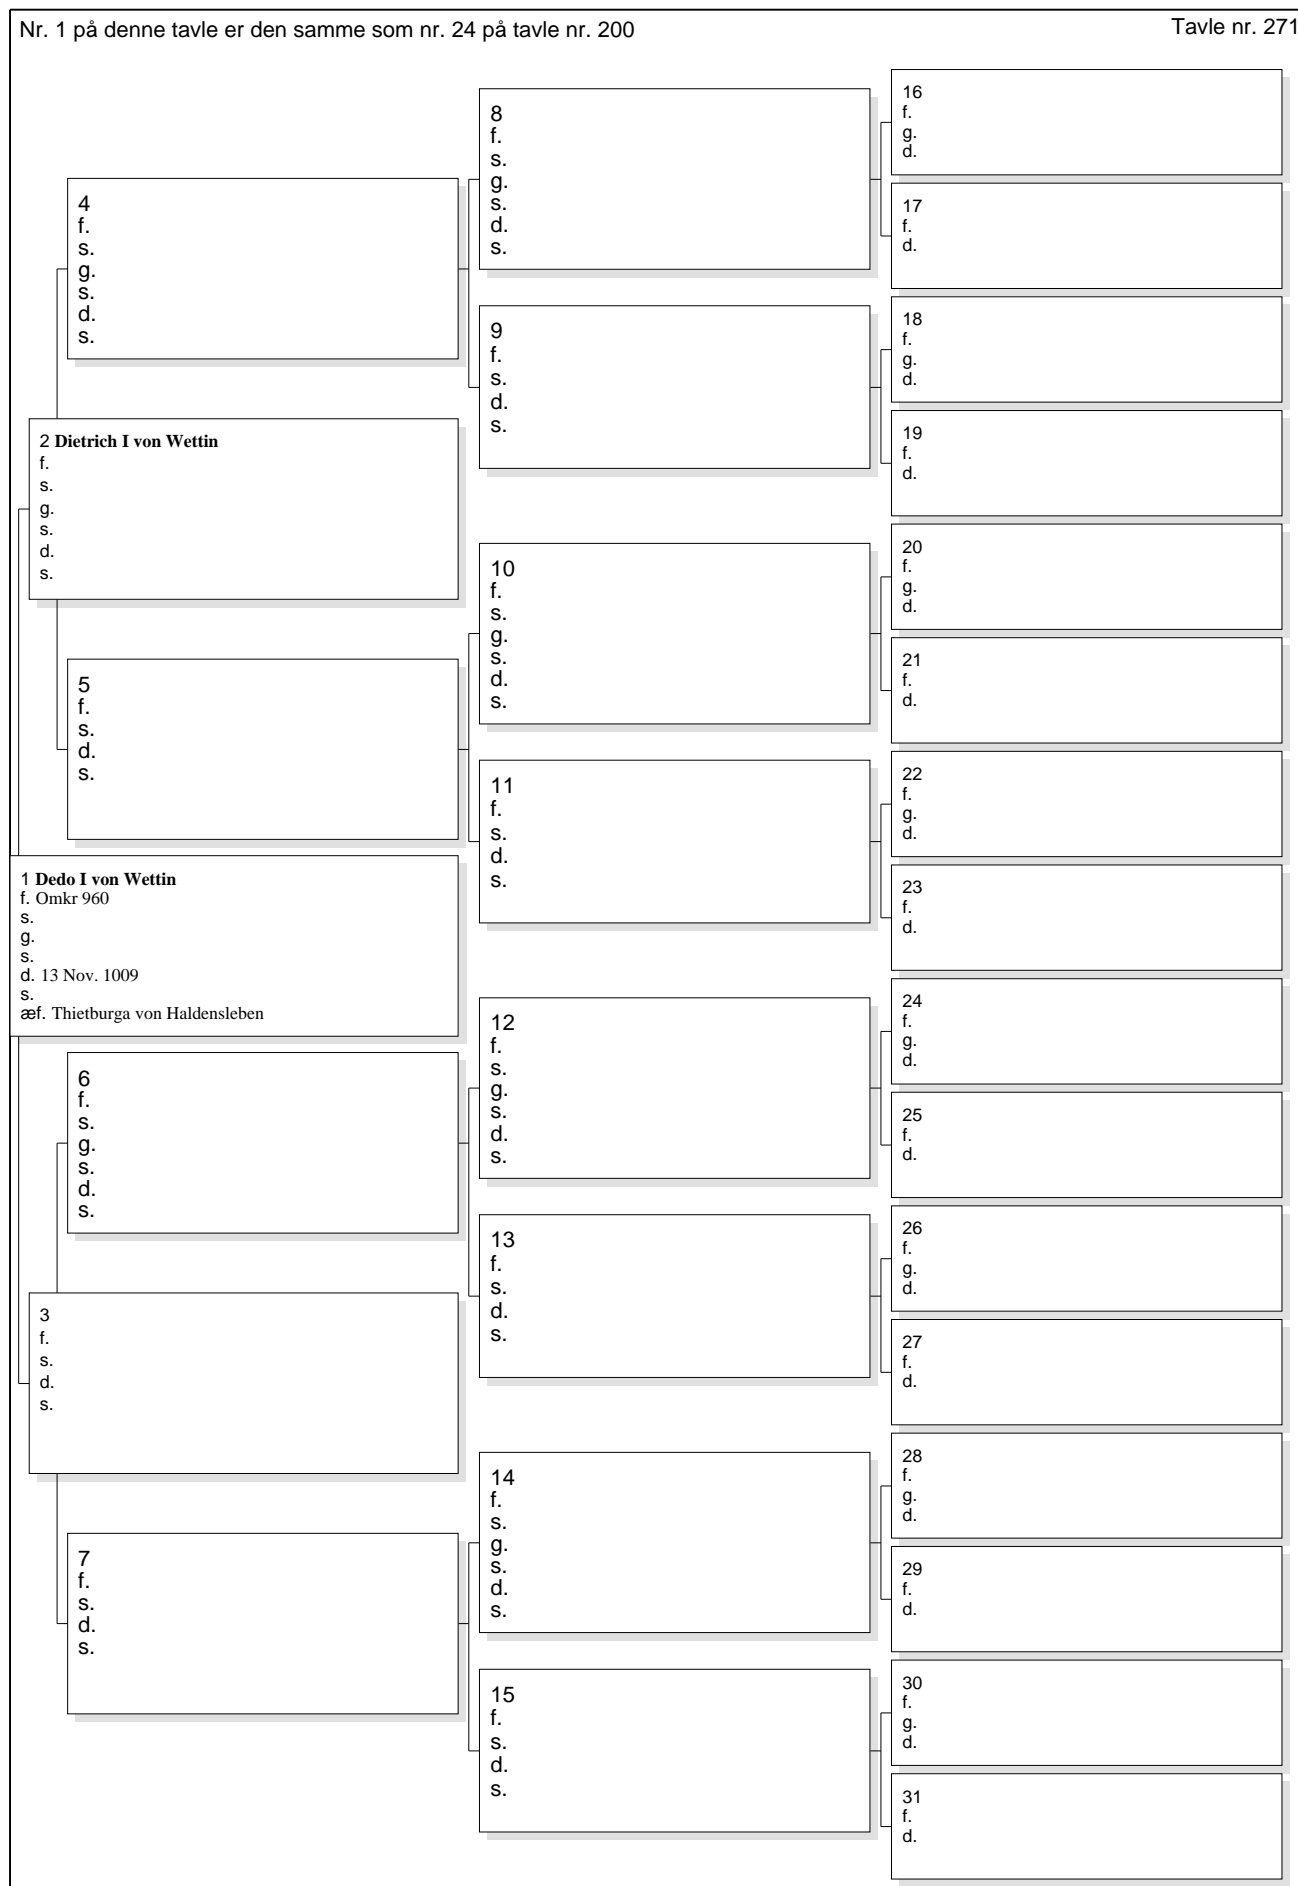 Nr. 1 på denne tavle er den samme som nr. 24 på tavle nr. 200
Tavle nr. 271
16
f.
g.
d.
8
f.
s.
g.
s.
d.
s.
17
f.
d.
4
f.
s.
g.
s.
d.
s.
18
f.
g.
d.
9
f.
s.
d.
s.
19
f.
d.
2 Dietrich I von Wettin
f.
s.
g.
s.
d.
s.
20
f.
g.
d.
10
f.
s.
g.
s.
d.
s.
21
f.
d.
5
f.
s.
d.
s.
22
f.
g.
d.
11
f.
s.
d.
s.
23
f.
d.
1 Dedo I von Wettin
f. Omkr 960
s.
g.
s.
d. 13 Nov. 1009
s.
æf. Thietburga von Haldensleben
24
f.
g.
d.
12
f.
s.
g.
s.
d.
s.
25
f.
d.
6
f.
s.
g.
s.
d.
s.
26
f.
g.
d.
13
f.
s.
d.
s.
27
f.
d.
3
f.
s.
d.
s.
28
f.
g.
d.
14
f.
s.
g.
s.
d.
s.
29
f.
d.
7
f.
s.
d.
s.
30
f.
g.
d.
15
f.
s.
d.
s.
31
f.
d.